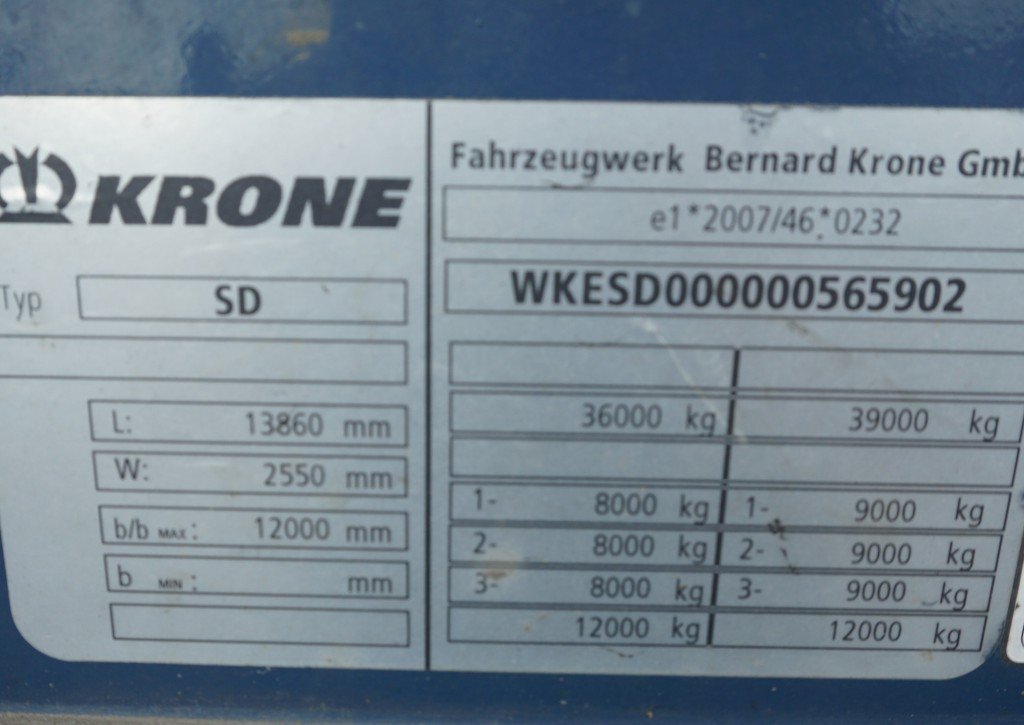 KRONE
Typ SD
L: 13860 mm
W: 2550 mm
b/b MAX: 12000 mm
b MIN: mm
Fahrzeugwerk Bernard Krone Gmb
e1*2007/46*0232
WKESD000000565902
36000 kg 39000 kg
1- 8000 kg 1- 9000 kg
2- 8000 kg 2- 9000 kg
3- 8000 kg 3- 9000 kg
12000 kg 12000 kg